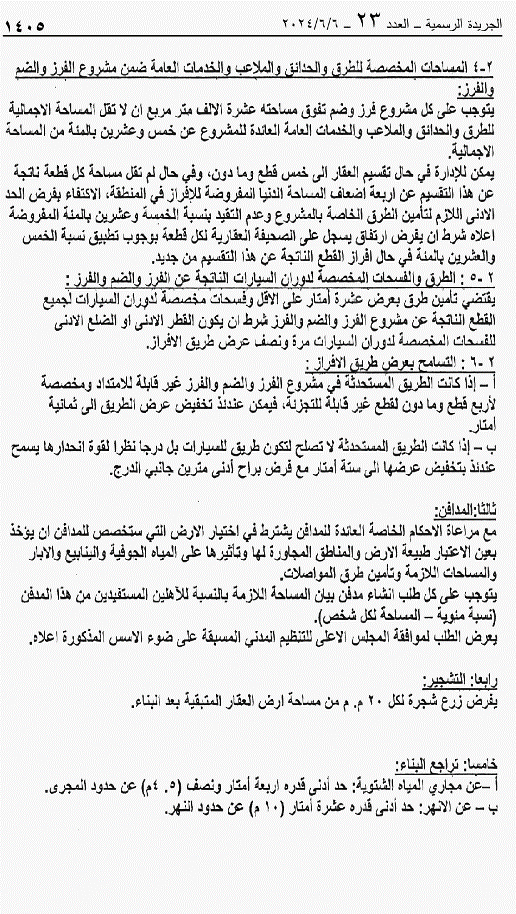 الجريدة الرسمية – العدد ٢٣ – ٢٠٢٤/٦/٦ ١٤٠٥
٢-٤ المساحات المخصصة للطرق والحدائق والملاعب والخدمات العامة ضمن مشروع الفرز والضم
والفرز:
يتوجب على كل مشروع فرز وضم تفوق مساحته عشرة الالف متر مربع ان لا تقل المساحة الاجمالية
للطرق والحدائق والملاعب والخدمات العامة العائدة للمشروع عن خمس وعشرين بالمئة من المساحة
الاجمالية.
يمكن للإدارة في حال تقسيم العقار الى خمس قطع وما دون، وفي حال لم تقل مساحة كل قطعة ناتجة
عن هذا التقسيم عن اربعة اضعاف المساحة الدنيا المفروضة للإفراز في المنطقة، الاكتفاء بفرض الحد
الادنى اللازم لتأمين الطرق الخاصة بالمشروع وعدم التقيد بنسبة الخمسة وعشرين بالمئة المفروضة
اعلاه شرط ان يفرض ارتفاق يسجل على الصحيفة العقارية لكل قطعة بوجوب تطبيق نسبة الخمس
والعشرين بالمئة في حال افراز القطع الناتجة عن هذا التقسيم من جديد.
٢-٥ : الطرق والفسحات المخصصة لدوران السيارات الناتجة عن الفرز والضم والفرز :
يقتضي تأمين طرق بعرض عشرة أمتار على الاقل وفسحات مخصصة لدوران السيارات لجميع
القطع الناتجة عن مشروع الفرز والضم والفرز شرط ان يكون القطر الادنى او الضلع الادنى
للفسحات المخصصة لدوران السيارات مرة ونصف عرض طريق الافراز.
٢-٦ : التسامح بعرض طريق الافراز :
أ – إذا كانت الطريق المستحدثة في مشروع الفرز والضم والفرز غير قابلة للامتداد ومخصصة
لأربع قطع وما دون لقطع غير قابلة للتجزئة، فيمكن عندئذ تخفيض عرض الطريق الى ثمانية
أمتار.
ب – إذا كانت الطريق المستحدثة لا تصلح لتكون طريق للسيارات بل درجا نظرا لقوة انحدارها يسمح
عندئذ بتخفيض عرضها الى ستة أمتار مع فرض براح أدنى مترين جانبي الدرج.
ثالثا:المدافن:
مع مراعاة الاحكام الخاصة العائدة للمدافن يشترط في اختيار الارض التي ستخصص للمدافن ان يؤخذ
بعين الاعتبار طبيعة الارض والمناطق المجاورة لها وتأثيرها على المياه الجوفية والينابيع والابار
والمساحات اللازمة وتأمين طرق المواصلات.
يتوجب على كل طلب انشاء مدفن بيان المساحة اللازمة بالنسبة للآهلين المستفيدين من هذا المدفن
(نسبة منوية – المساحة لكل شخص).
يعرض الطلب لموافقة المجلس الاعلى للتنظيم المدني المسبقة على ضوء الاسس المذكورة اعلاه.
رابعا: التشجير:
يفرض زرع شجرة لكل ٢٠ م. م من مساحة ارض العقار المتبقية بعد البناء.
خامسا: تراجع البناء:
أ –عن مجاري المياه الشتوية: حد أدنى قدره اربعة أمتار ونصف (٥. ٤م) عن حدود المجرى.
ب – عن الانهر: حد أدنى قدره عشرة أمتار (١٠ م) عن حدود النهر.